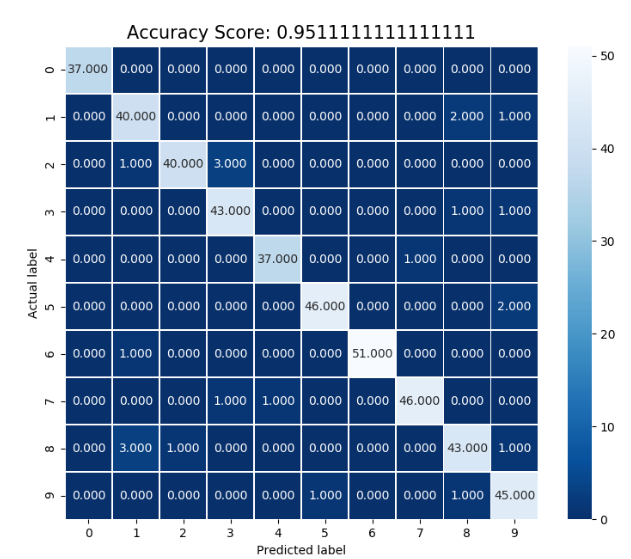 Accuracy Score: 0.9511111111111111
0 37.000 0.000 0.000 0.000 0.000 0.000 0.000 0.000 0.000 0.000
1 0.000 40.000 0.000 0.000 0.000 0.000 0.000 0.000 2.000 1.000
2 0.000 1.000 40.000 3.000 0.000 0.000 0.000 0.000 0.000 0.000
3 0.000 0.000 0.000 43.000 0.000 0.000 0.000 0.000 1.000 1.000
4 0.000 0.000 0.000 0.000 37.000 0.000 0.000 1.000 0.000 0.000
5 0.000 0.000 0.000 0.000 0.000 46.000 0.000 0.000 0.000 2.000
6 0.000 1.000 0.000 0.000 0.000 0.000 51.000 0.000 0.000 0.000
7 0.000 0.000 0.000 1.000 1.000 0.000 0.000 46.000 0.000 0.000
8 0.000 3.000 1.000 0.000 0.000 0.000 0.000 0.000 43.000 1.000
9 0.000 0.000 0.000 0.000 0.000 1.000 0.000 0.000 1.000 45.000
0 1 2 3 4 5 6 7 8 9
Predicted label
Actual label
50
40
30
20
10
0